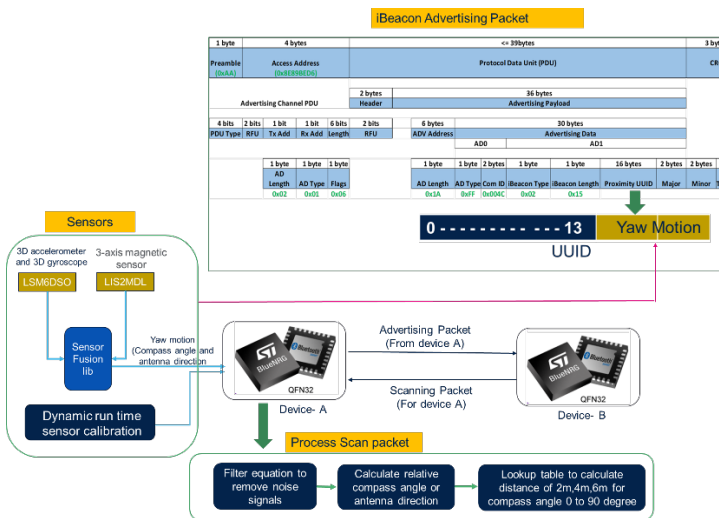 iBeacon Advertising Packet
1 byte 4 bytes <= 39bytes 3 byt
Preamble Access Address Protocol Data Unit (PDU) CR
(0xAA) (0x8E89BED6)
2 bytes 36 bytes
Advertising Channel PDU Header Advertising Payload
4 bits 2 bits 1 bit 1 bit 6 bits 2 bits 6 bytes 30 bytes
PDU Type RFU Tx Add Rx Add Length RFU ADV Address Advertising Data
AD0 AD1
1 byte 1 byte 1 byte 1 byte 1 byte 2 bytes 1 byte 1 byte 16 bytes 2 bytes 2 bytes
AD
Length AD Type Flags AD Length AD Type Com ID iBeacon Type iBeacon Length Proximity UUID Major Minor
0x02 0x01 0x06 0x1A 0xFF 0x004C 0x02 0x15
0 - - - - - - - - - - - 13 Yaw Motion
UUID
Sensors
3D accelerometer
and 3D gyroscope
3-axis magnetic
sensor
LSM6DSO LIS2MDL
Sensor
Fusion
lib
Yaw motion
(Compass angle and
antenna direction)
Dynamic run time
sensor calibration
ST
BlueNRG
Bluetooth
QFN32
Device- A
Advertising Packet
(From device A)
Scanning Packet
(For device A)
ST
BlueNRG
Bluetooth
QFN32
Device- B
Process Scan packet
Filter equation to
remove noise
signals
Calculate relative
compass angle or
antenna direction
Lookup table to calculate
distance of 2m,4m,6m for
compass angle 0 to 90 degree